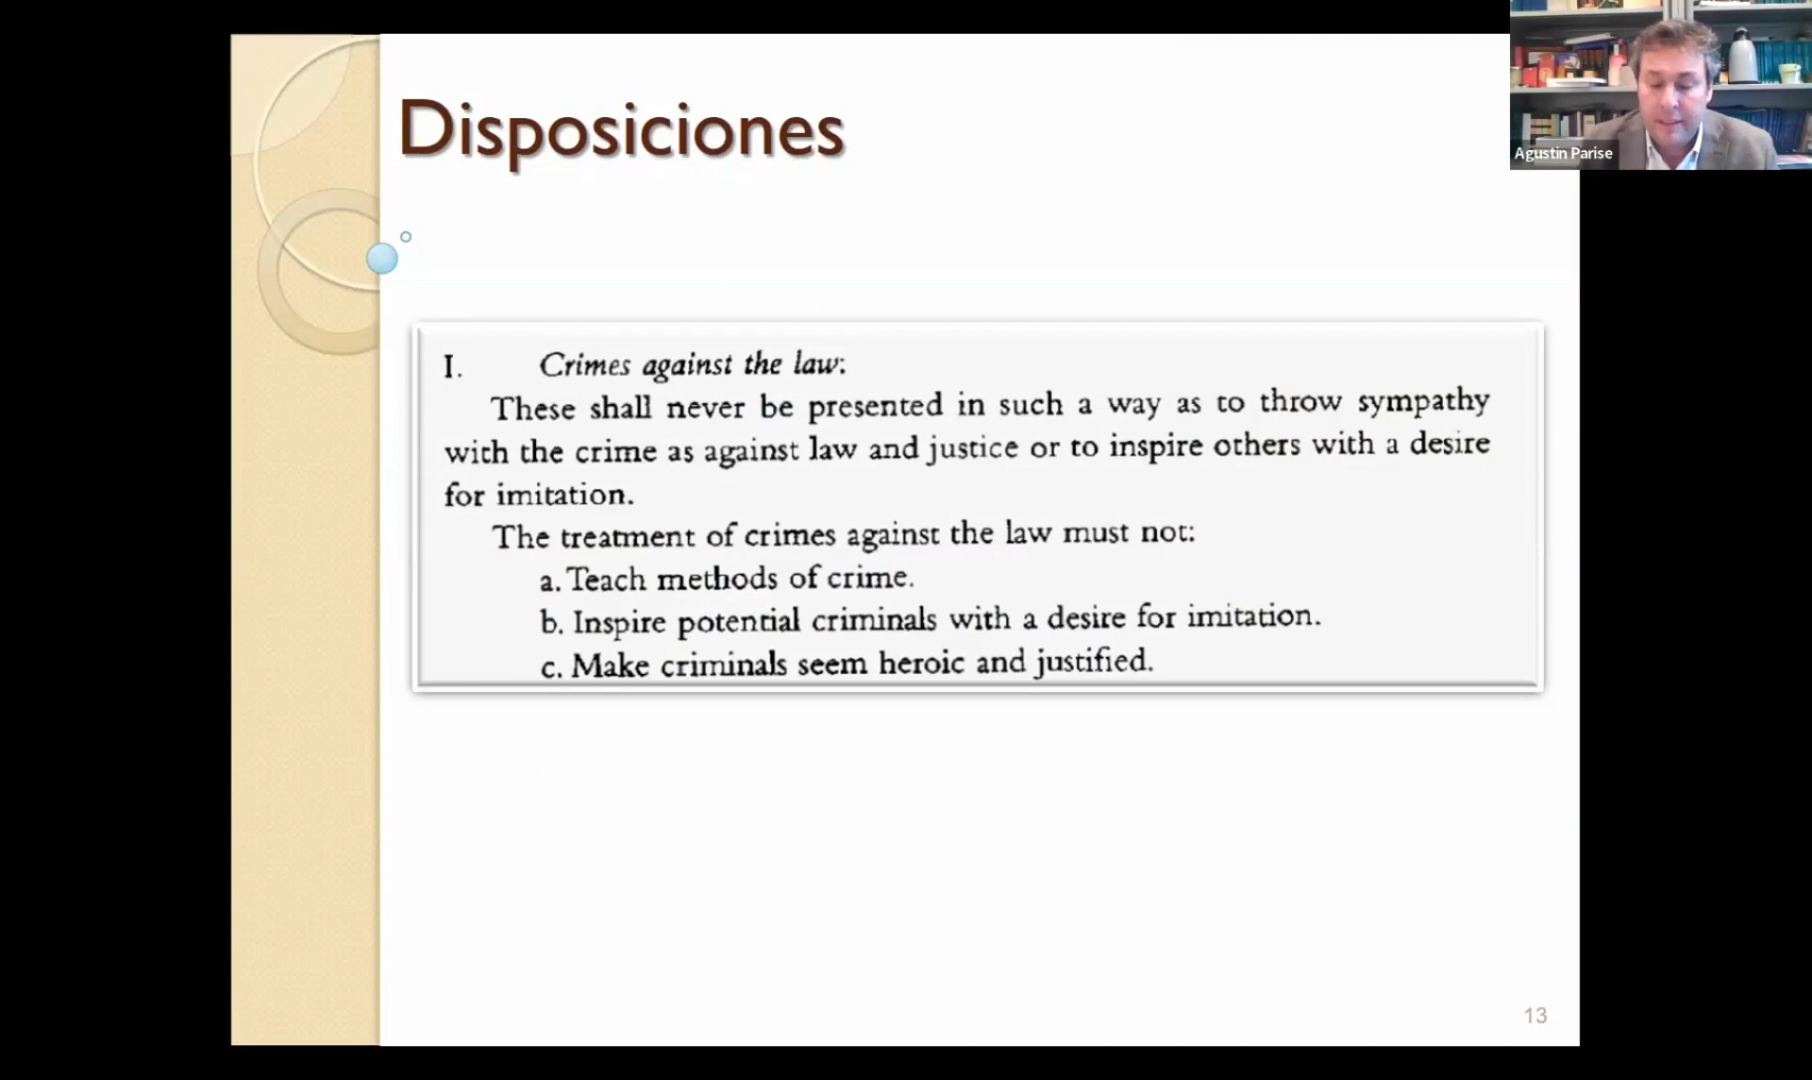 Disposiciones
Agustin Parise
I. Crimes against the law:
These shall never be presented in such a way as to throw sympathy
with the crime as against law and justice or to inspire others with a desire
for imitation.
The treatment of crimes against the law must not:
a. Teach methods of crime.
b. Inspire potential criminals with a desire for imitation.
c. Make criminals seem heroic and justified.
13